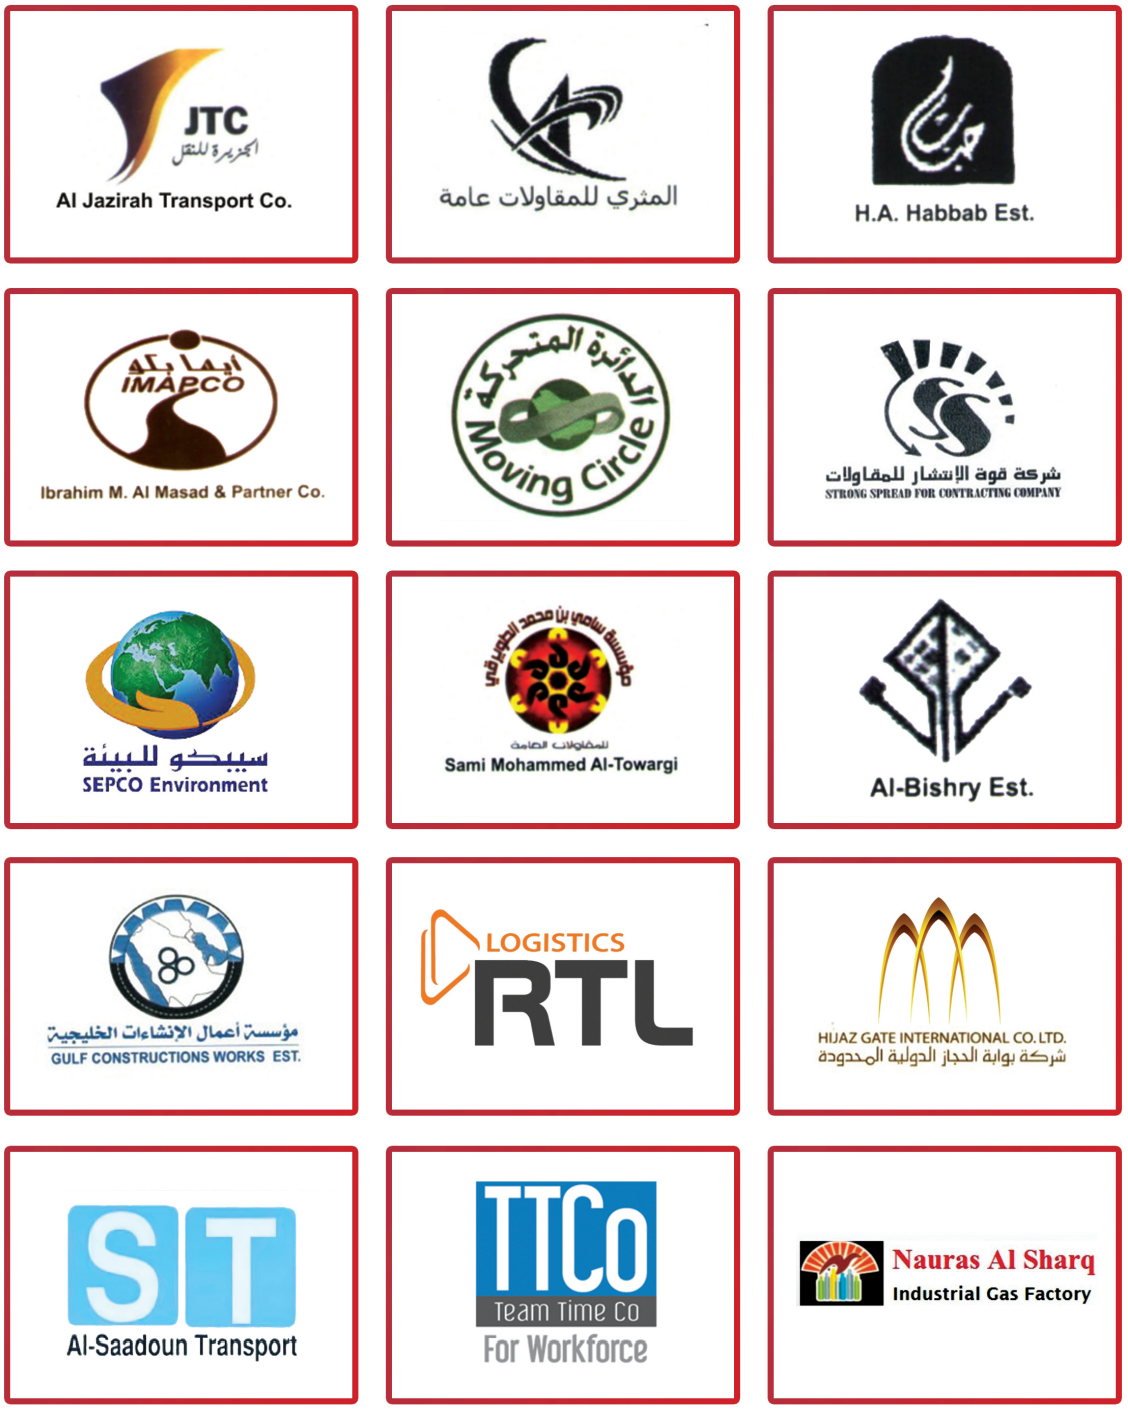 JTC
الجزيرة للنقل
Al Jazirah Transport Co.
المثري للمقاولات عامة
حباب
H.A. Habbab Est.
أيمابكو
IMAPCO
Ibrahim M. Al Masad & Partner Co.
الدائرة المتحركة
Moving Circle
SS
شركة قوة الإنتشار للمقاولات
STRONG SPREAD FOR CONTRACTING COMPANY
سيبكو للبيئة
SEPCO Environment
مؤسسة سامي بن محمد الطويرقي
للمقاولات العامة
Sami Mohammed Al-Towargi
Al-Bishry Est.
مؤسسة أعمال الإنشاءات الخليجية
GULF CONSTRUCTIONS WORKS EST.
LOGISTICS
RTL
HIJAZ GATE INTERNATIONAL CO. LTD.
شركة بوابة الحجاز الدولية المحدودة
ST
Al-Saadoun Transport
TTCo
Team Time Co
For Workforce
Nauras Al Sharq
Industrial Gas Factory